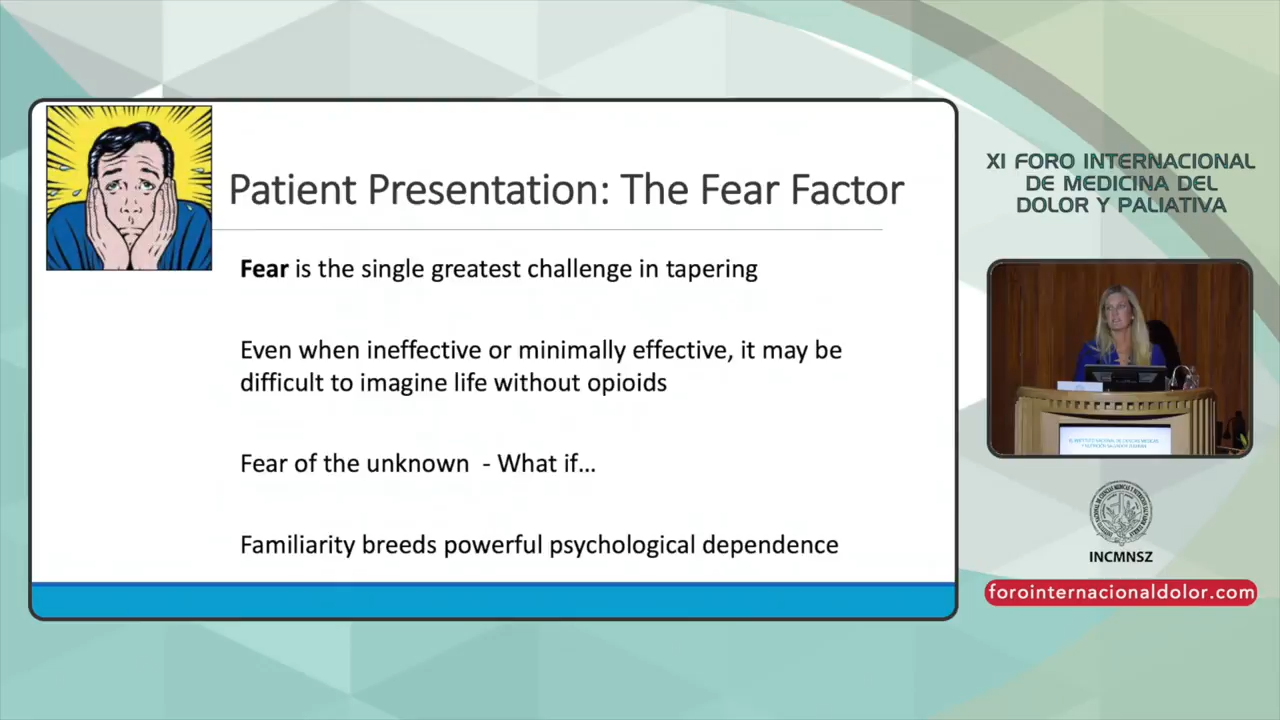 Patient Presentation: The Fear Factor
Fear is the single greatest challenge in tapering
Even when ineffective or minimally effective, it may be
difficult to imagine life without opioids
Fear of the unknown - What if...
Familiarity breeds powerful psychological dependence
XI FORO INTERNACIONAL
DE MEDICINA DEL
DOLOR Y PALIATIVA
INCMNSZ
forointernacionaldolor.com